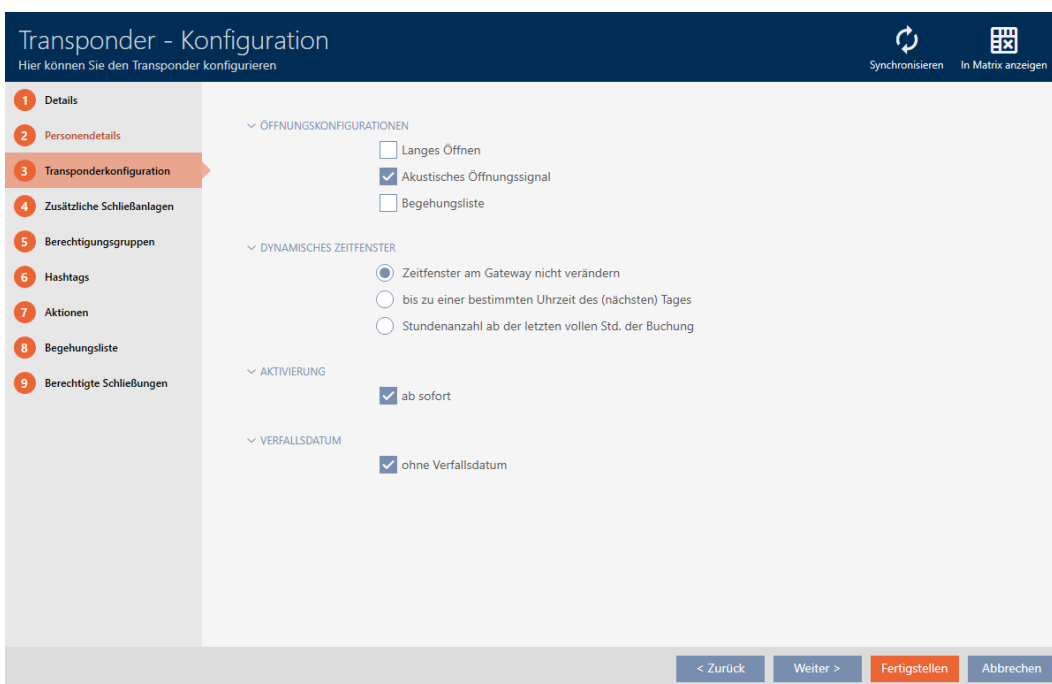 Transponder - Konfiguration
Hier können Sie den Transponder konfigurieren
Synchronisieren
In Matrix anzeigen
1 Details
2 Personendetails
3 Transponderkonfiguration
4 Zusätzliche Schließanlagen
5 Berechtigungsgruppen
6 Hashtags
7 Aktionen
8 Begehungsliste
9 Berechtigte Schließungen
ÖFFNUNGSKONFIGURATIONEN
Langes Öffnen
Akustisches Öffnungssignal
Begehungsliste
DYNAMISCHES ZEITFENSTER
Zeitfenster am Gateway nicht verändern
bis zu einer bestimmten Uhrzeit des (nächsten) Tages
Stundenanzahl ab der letzten vollen Std. der Buchung
AKTIVIERUNG
ab sofort
VERFALLSDATUM
ohne Verfallsdatum
< Zurück
Weiter >
Fertigstellen
Abbrechen